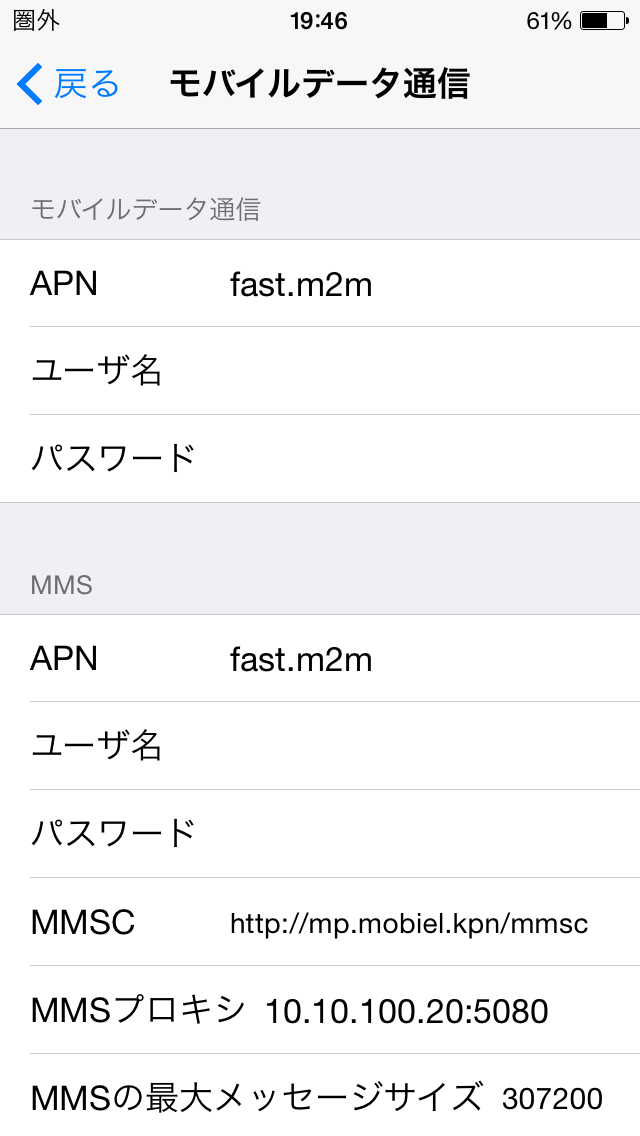 圏外 19:46 61%
戻る モバイルデータ通信
モバイルデータ通信
APN fast.m2m
ユーザ名
パスワード
MMS
APN fast.m2m
ユーザ名
パスワード
MMSC http://mp.mobiel.kpn/mmsc
MMSプロキシ 10.10.100.20:5080
MMSの最大メッセージサイズ 307200